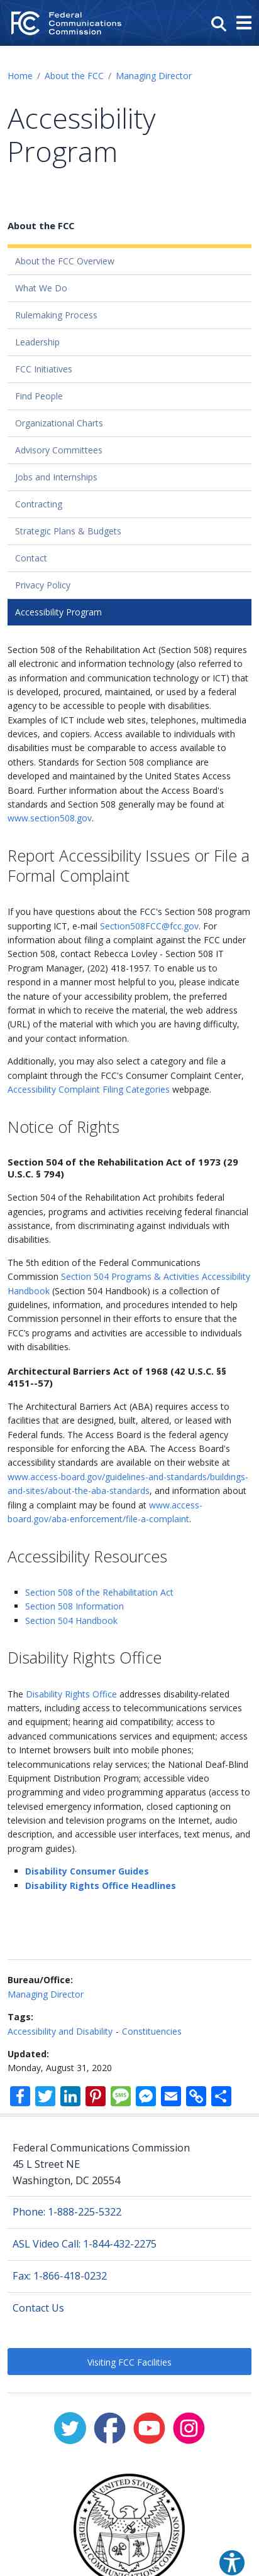 Federal
Communications
Commission
Home / About the FCC / Managing Director
Accessibility
Program
About the FCC
About the FCC Overview
What We Do
Rulemaking Process
Leadership
FCC Initiatives
Find People
Organizational Charts
Advisory Committees
Jobs and Internships
Contracting
Strategic Plans & Budgets
Contact
Privacy Policy
Accessibility Program
Section 508 of the Rehabilitation Act (Section 508) requires
all electronic and information technology (also referred to
as information and communication technology or ICT) that
is developed, procured, maintained, or used by a federal
agency to be accessible to people with disabilities.
Examples of ICT include web sites, telephones, multimedia
devices, and copiers. Access available to individuals with
disabilities must be comparable to access available to
others. Standards for Section 508 compliance are
developed and maintained by the United States Access
Board. Further information about the Access Board's
standards and Section 508 generally may be found at
www.section508.gov.
Report Accessibility Issues or File a
Formal Complaint
If you have questions about the FCC's Section 508 program
supporting ICT, e-mail Section508FCC@fcc.gov. For
information about filing a complaint against the FCC under
Section 508, contact Rebecca Lovley - Section 508 IT
Program Manager, (202) 418-1957. To enable us to
respond in a manner most helpful to you, please indicate
the nature of your accessibility problem, the preferred
format in which to receive the material, the web address
(URL) of the material with which you are having difficulty,
and your contact information.
Additionally, you may also select a category and file a
complaint through the FCC's Consumer Complaint Center,
Accessibility Complaint Filing Categories webpage.
Notice of Rights
Section 504 of the Rehabilitation Act of 1973 (29
U.S.C. § 794)
Section 504 of the Rehabilitation Act prohibits federal
agencies, programs and activities receiving federal financial
assistance, from discriminating against individuals with
disabilities.
The 5th edition of the Federal Communications
Commission Section 504 Programs & Activities Accessibility
Handbook (Section 504 Handbook) is a collection of
guidelines, information, and procedures intended to help
Commission personnel in their efforts to ensure that the
FCC's programs and activities are accessible to individuals
with disabilities.
Architectural Barriers Act of 1968 (42 U.S.C. §§
4151--57)
The Architectural Barriers Act (ABA) requires access to
facilities that are designed, built, altered, or leased with
Federal funds. The Access Board is the federal agency
responsible for enforcing the ABA. The Access Board's
accessibility standards are available on their website at
www.access-board.gov/guidelines-and-standards/buildings-
and-sites/about-the-aba-standards, and information about
filing a complaint may be found at www.access-
board.gov/aba-enforcement/file-a-complaint.
Accessibility Resources
Section 508 of the Rehabilitation Act
Section 508 Information
Section 504 Handbook
Disability Rights Office
The Disability Rights Office addresses disability-related
matters, including access to telecommunications services
and equipment; hearing aid compatibility; access to
advanced communications services and equipment; access
to Internet browsers built into mobile phones;
telecommunications relay services; the National Deaf-Blind
Equipment Distribution Program; accessible video
programming and video programming apparatus (access to
televised emergency information, closed captioning on
television and television programs on the Internet, audio
description, and accessible user interfaces, text menus, and
program guides).
Disability Consumer Guides
Disability Rights Office Headlines
Bureau/Office:
Managing Director
Tags:
Accessibility and Disability - Constituencies
Updated:
Monday, August 31, 2020
Federal Communications Commission
45 L Street NE
Washington, DC 20554
Phone: 1-888-225-5322
ASL Video Call: 1-844-432-2275
Fax: 1-866-418-0232
Contact Us
Visiting FCC Facilities
UNITED STATES
COMMUNICATIONS